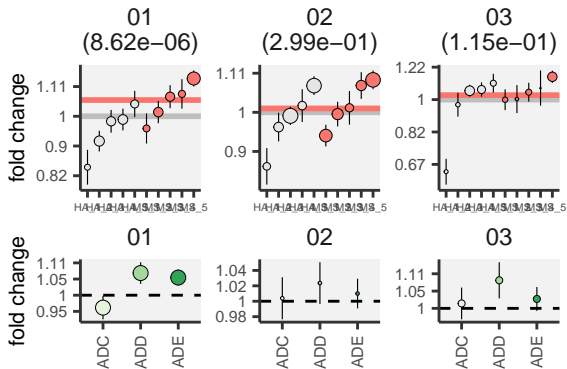 01
(8.62e−06)
02
(2.99e−01)
03
(1.15e−01)
fold change
1.11
1
0.9
0.82
1.11
1
0.9
1.22
1
0.82
0.67
01
02
03
fold change
1.11
1.05
1
0.95
1.04
1.02
1
0.98
1.11
1.05
1
ADC
ADD
ADE
ADC
ADD
ADE
ADC
ADD
ADE